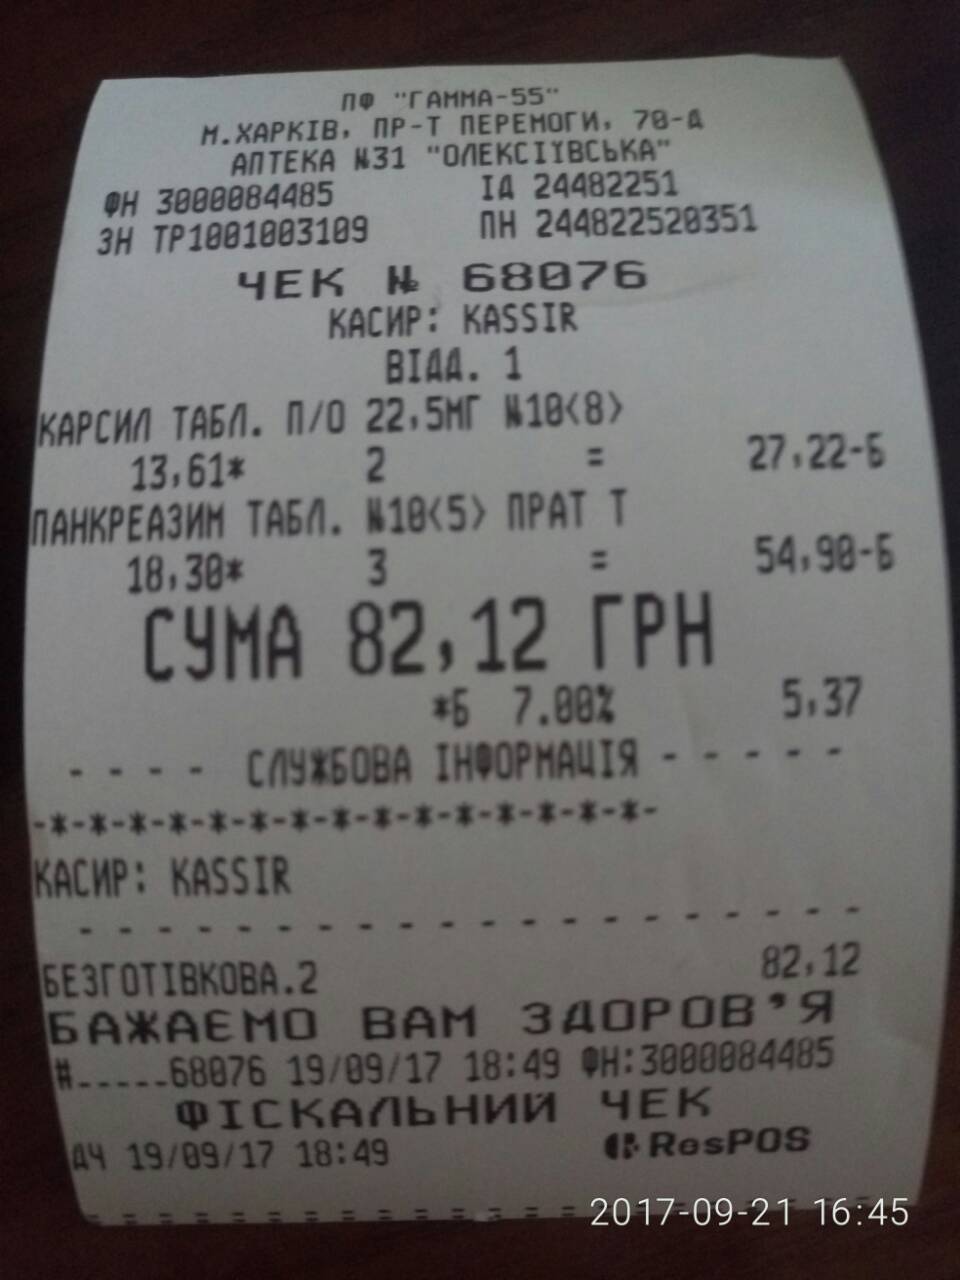 ПФ "ГАММА-55"
М.ХАРКІВ, ПР-Т ПЕРЕМОГИ, 70-Д
АПТЕКА №31 "ОЛЕКСІЇВСЬКА"
ФН 3000084485 ІД 24482251
ЗН ТР1001003109 ПН 244822520351
ЧЕК № 68076
КАСИР: KASSIR
ВІДД. 1
КАРСИЛ ТАБЛ. П/О 22,5МГ №10<8>
13,61* 2 = 27,22-Б
ПАНКРЕАЗИМ ТАБЛ. №10<5> ПРАТ Т
18,30* 3 = 54,90-Б
СУМА 82,12 ГРН
*Б 7.00% 5,37
- - - - СЛУЖБОВА ІНФОРМАЦІЯ - - - - -
-*-*-*-*-*-*-*-*-*-*-*-*-*-*-*-
КАСИР: KASSIR
- - - - - - - - - - - - - - - - - - - -
БЕЗГОТІВКОВА.2 82,12
БАЖАЄМО ВАМ ЗДОРОВ'Я
#.....68076 19/09/17 18:49 ФН:3000084485
ФІСКАЛЬНИЙ ЧЕК
ДЧ 19/09/17 18:49 ResPOS
2017-09-21 16:45